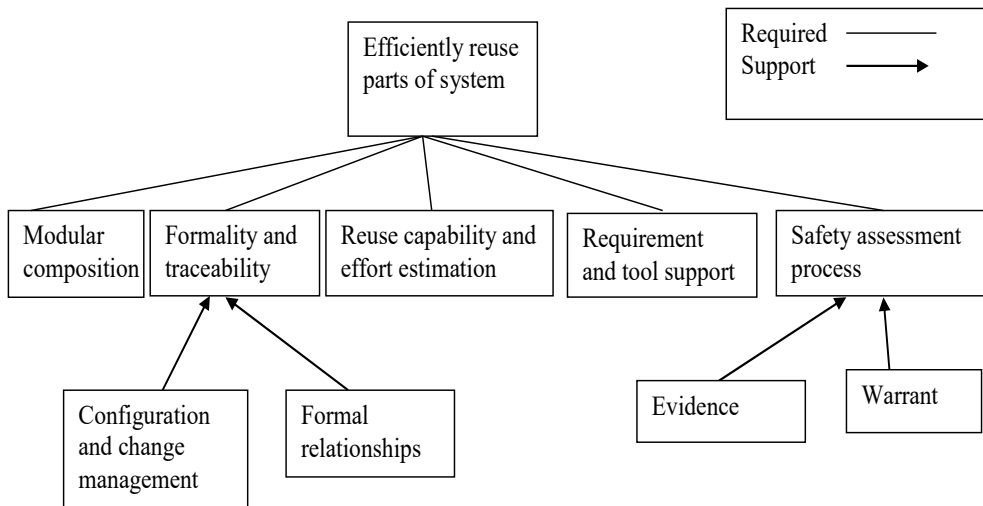 Efficiently reuse
parts of system
Required
Support
Modular
composition
Formality and
traceability
Reuse capability and
effort estimation
Requirement
and tool support
Safety assessment
process
Configuration
and change
management
Formal
relationships
Evidence
Warrant